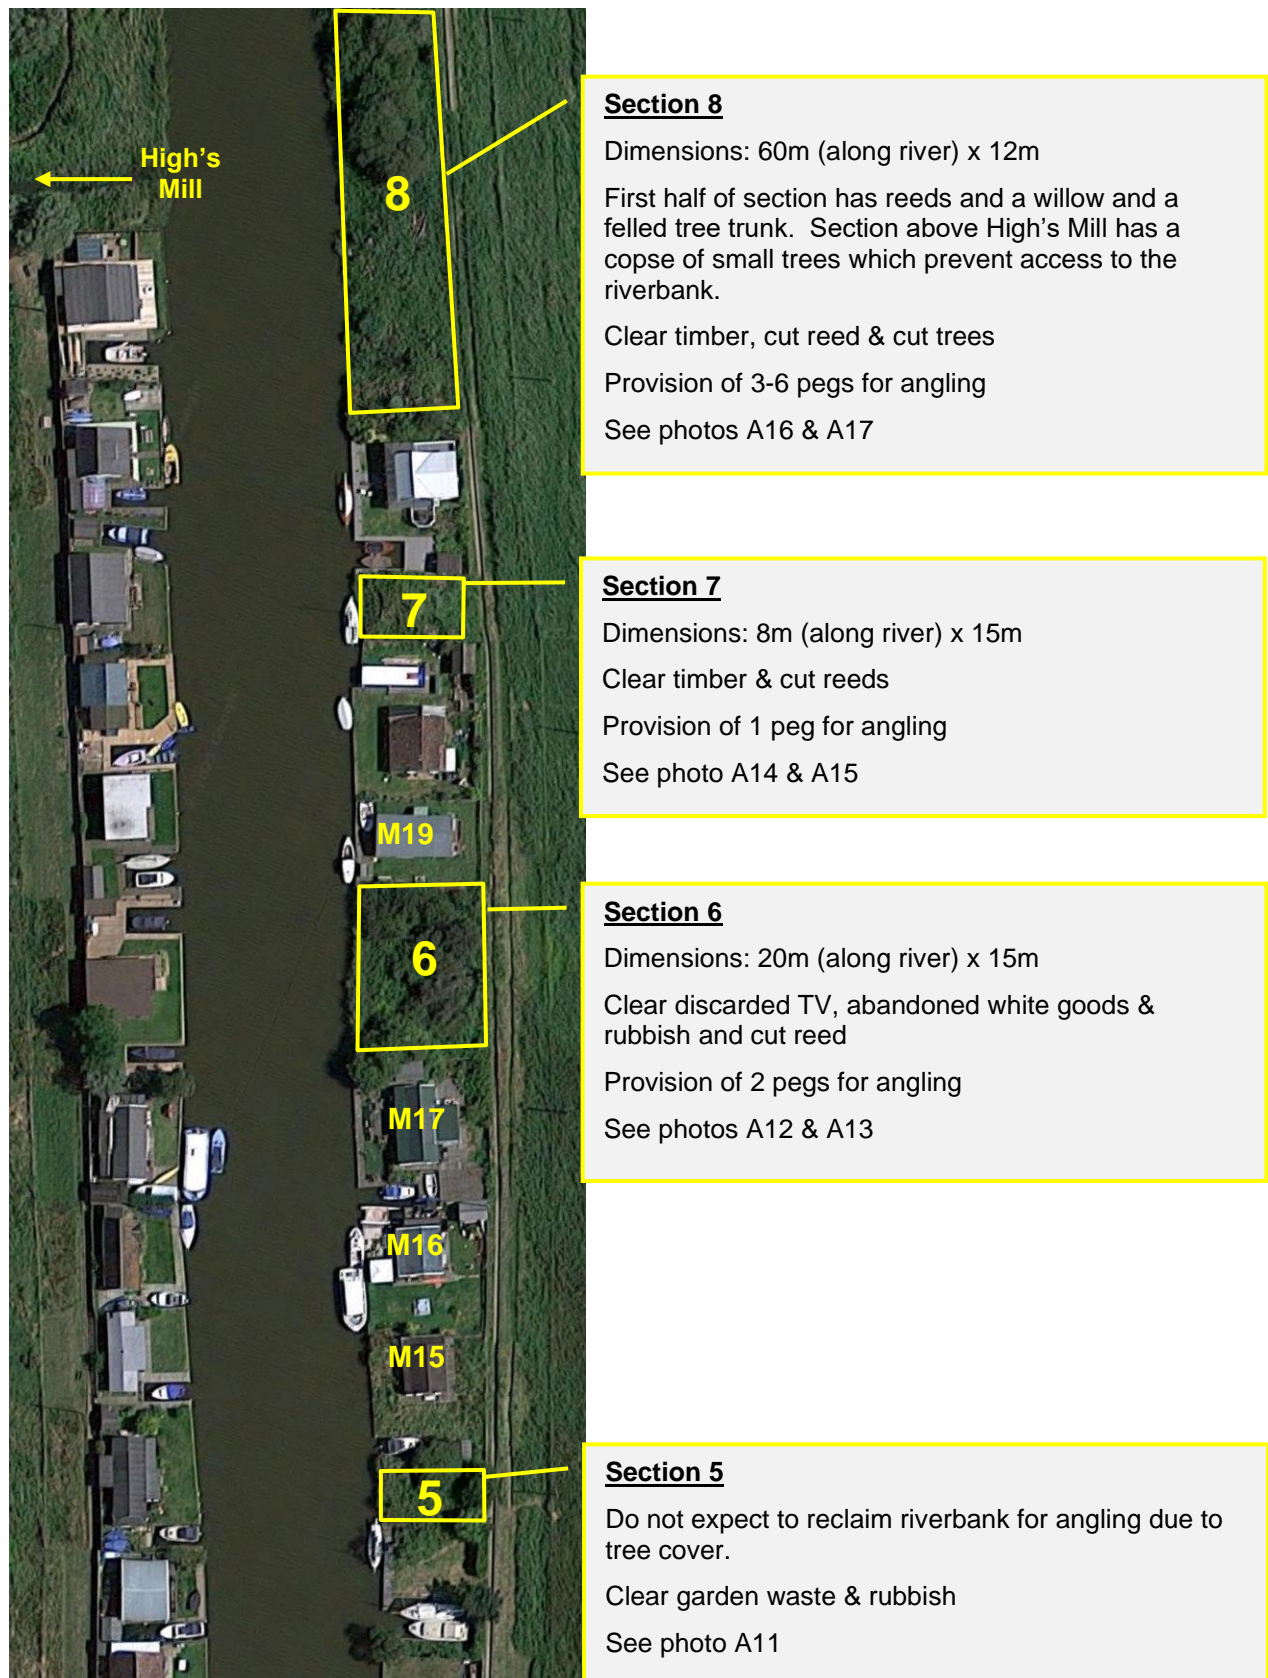 High's
Mill
8
Section 8
Dimensions: 60m (along river) x 12m
First half of section has reeds and a willow and a
felled tree trunk.  Section above High's Mill has a
copse of small trees which prevent access to the
riverbank.
Clear timber, cut reed & cut trees
Provision of 3-6 pegs for angling
See photos A16 & A17
7
Section 7
Dimensions: 8m (along river) x 15m
Clear timber & cut reeds
Provision of 1 peg for angling
See photo A14 & A15
M19
6
Section 6
Dimensions: 20m (along river) x 15m
Clear discarded TV, abandoned white goods &
rubbish and cut reed
Provision of 2 pegs for angling
See photos A12 & A13
M17
M16
M15
5
Section 5
Do not expect to reclaim riverbank for angling due to
tree cover.
Clear garden waste & rubbish
See photo A11